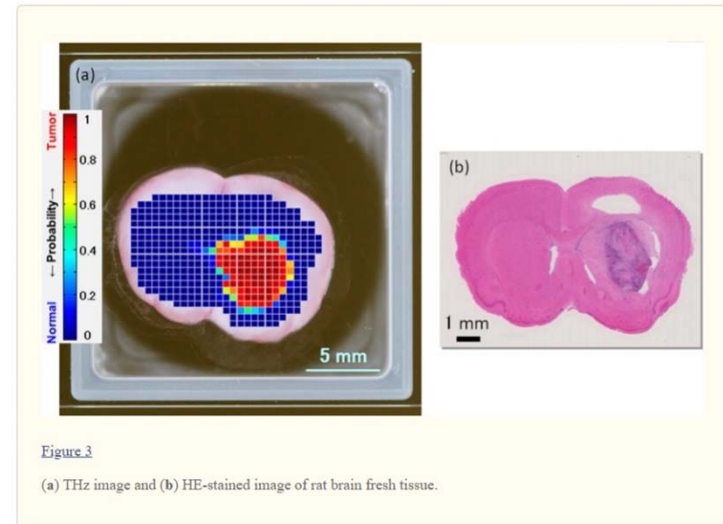 (a)
Tumor
←Probability→
Normal
1
0.8
0.6
0.4
0.2
0
5 mm
(b)
1 mm
Figure 3
(a) THz image and (b) HE-stained image of rat brain fresh tissue.